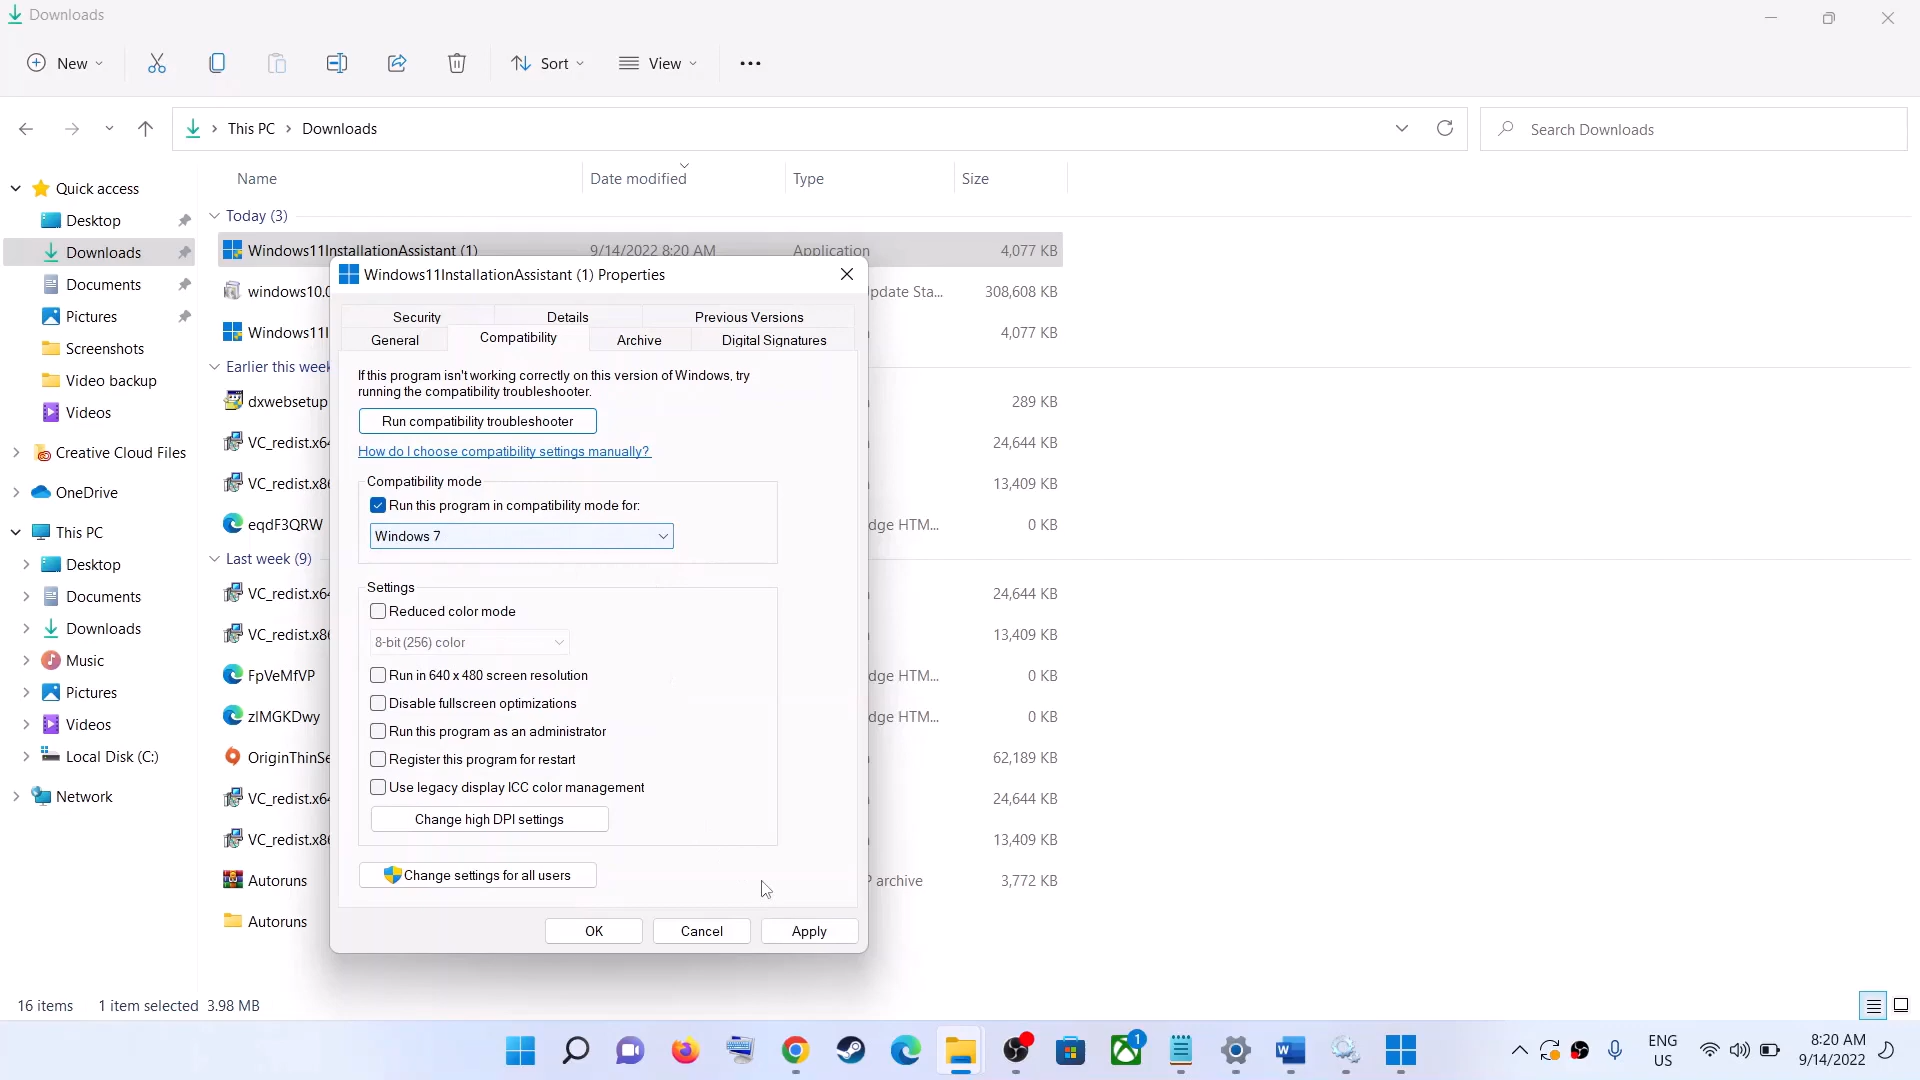 Downloads
New
Sort
View
This PC
Downloads
Search Downloads
Name
Date modified
Type
Size
Quick access
Desktop
Downloads
Documents
Pictures
Screenshots
Video backup
Videos
Creative Cloud Files
OneDrive
This PC
Desktop
Documents
Downloads
Music
Pictures
Videos
Local Disk (C:)
Network
Today (3)
Windows11InstallationAssistant (1) 9/14/2022 8:20 AM Application 4,077 KB
windows10.0 pdate Sta... 308,608 KB
Windows11I 4,077 KB
Earlier this week
dxwebsetup 289 KB
VC_redist.x64 24,644 KB
VC_redist.x86 13,409 KB
eqdF3QRW dge HTM... 0 KB
Last week (9)
VC_redist.x64 24,644 KB
VC_redist.x86 13,409 KB
FpVeMfVP dge HTM... 0 KB
zIMGKDwy dge HTM... 0 KB
OriginThinSe 62,189 KB
VC_redist.x64 24,644 KB
VC_redist.x86 13,409 KB
Autoruns P archive 3,772 KB
Autoruns
Windows11InstallationAssistant (1) Properties
Security Details Previous Versions
General Compatibility Archive Digital Signatures
If this program isn't working correctly on this version of Windows, try
running the compatibility troubleshooter.
Run compatibility troubleshooter
How do I choose compatibility settings manually?
Compatibility mode
Run this program in compatibility mode for:
Windows 7
Settings
Reduced color mode
8-bit (256) color
Run in 640 x 480 screen resolution
Disable fullscreen optimizations
Run this program as an administrator
Register this program for restart
Use legacy display ICC color management
Change high DPI settings
Change settings for all users
OK Cancel Apply
16 items 1 item selected 3.98 MB
1
ENG
US
8:20 AM
9/14/2022